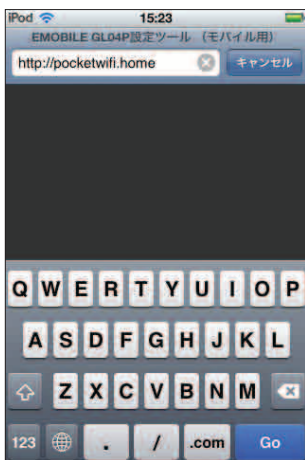 iPod 15:23
EMOBILE GL04P設定ツール （モバイル用）
http://pocketwifi.home キャンセル
Q W E R T Y U I O P
A S D F G H J K L
Z X C V B N M
123 . / .com Go